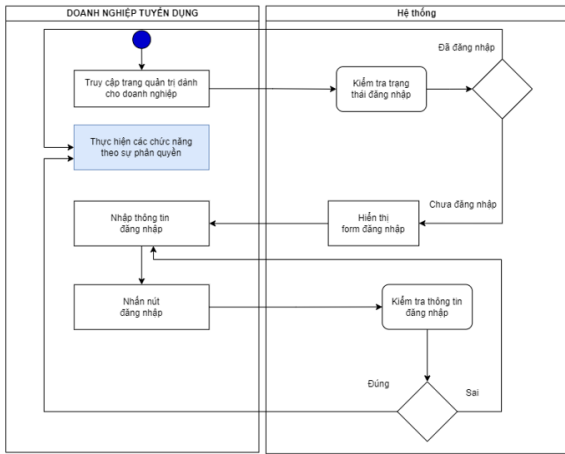 DOANH NGHIỆP TUYỂN DỤNG
Hệ thống
Đã đăng nhập
Truy cập trang quản trị dánh
cho doanh nghiệp
Kiểm tra trạng
thái đăng nhập
Thực hiện các chức năng
theo sự phân quyền
Chưa đăng nhập
Nhập thông tin
đăng nhập
Hiển thị
form đăng nhập
Nhấn nút
đăng nhập
Kiểm tra thông tin
đăng nhập
Đúng
Sai